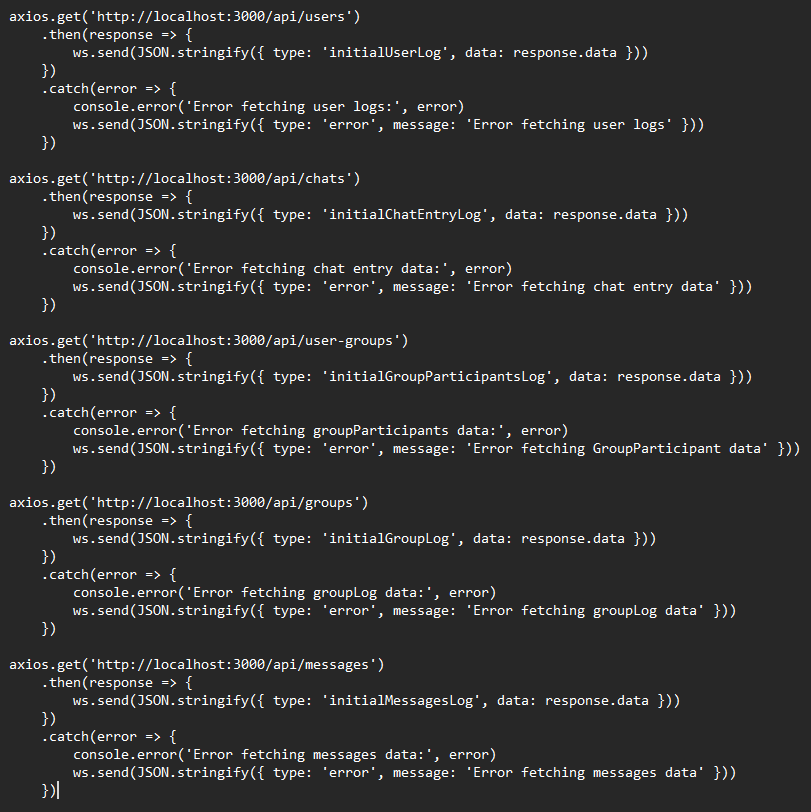 axios.get('http://localhost:3000/api/users')
    .then(response => {
        ws.send(JSON.stringify({ type: 'initialUserLog', data: response.data }))
    })
    .catch(error => {
        console.error('Error fetching user logs:', error)
        ws.send(JSON.stringify({ type: 'error', message: 'Error fetching user logs' }))
    })

axios.get('http://localhost:3000/api/chats')
    .then(response => {
        ws.send(JSON.stringify({ type: 'initialChatEntryLog', data: response.data }))
    })
    .catch(error => {
        console.error('Error fetching chat entry data:', error)
        ws.send(JSON.stringify({ type: 'error', message: 'Error fetching chat entry data' }))
    })

axios.get('http://localhost:3000/api/user-groups')
    .then(response => {
        ws.send(JSON.stringify({ type: 'initialGroupParticipantsLog', data: response.data }))
    })
    .catch(error => {
        console.error('Error fetching groupParticipants data:', error)
        ws.send(JSON.stringify({ type: 'error', message: 'Error fetching GroupParticipant data' }))
    })

axios.get('http://localhost:3000/api/groups')
    .then(response => {
        ws.send(JSON.stringify({ type: 'initialGroupLog', data: response.data }))
    })
    .catch(error => {
        console.error('Error fetching groupLog data:', error)
        ws.send(JSON.stringify({ type: 'error', message: 'Error fetching groupLog data' }))
    })

axios.get('http://localhost:3000/api/messages')
    .then(response => {
        ws.send(JSON.stringify({ type: 'initialMessagesLog', data: response.data }))
    })
    .catch(error => {
        console.error('Error fetching messages data:', error)
        ws.send(JSON.stringify({ type: 'error', message: 'Error fetching messages data' }))
    })